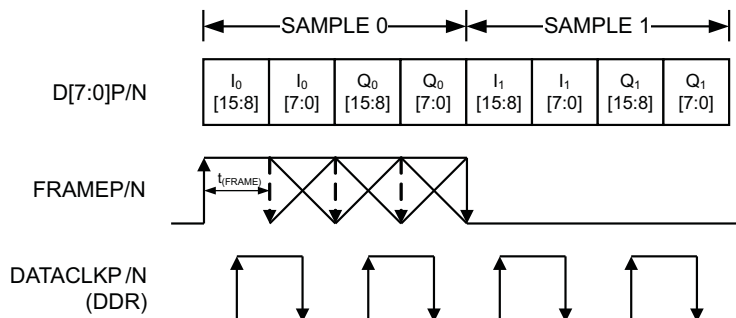 SAMPLE 0 SAMPLE 1
D[7:0]P/N
I0 I0 Q0 Q0 I1 I1 Q1 Q1
[15:8] [7:0] [15:8] [7:0] [15:8] [7:0] [15:8] [7:0]
t(FRAME)
FRAMEP/N
DATACLKP/N
(DDR)